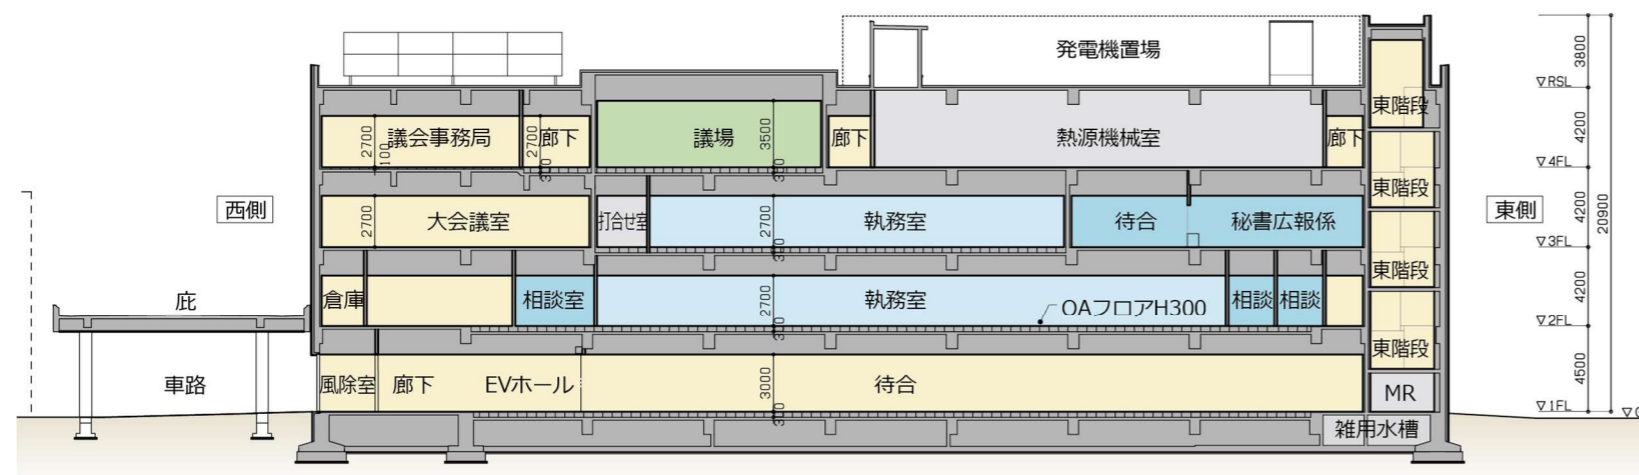 発電機置場
3800
▽RSL
東階段
2700
議会事務局
100
2700
廊下
300
議場
3500
300
廊下
熱源機械室
廊下
4200
▽4FL
東階段
西側
2700
大会議室
打合せ室
2700
300
執務室
待合
秘書広報係
東側
4200
20900
▽3FL
東階段
庇
倉庫
相談室
2700
300
執務室
OAフロアH300
相談
相談
4200
▽2FL
東階段
車路
風除室
廊下
EVホール
3000
300
待合
MR
4500
▽1FL
雑用水槽